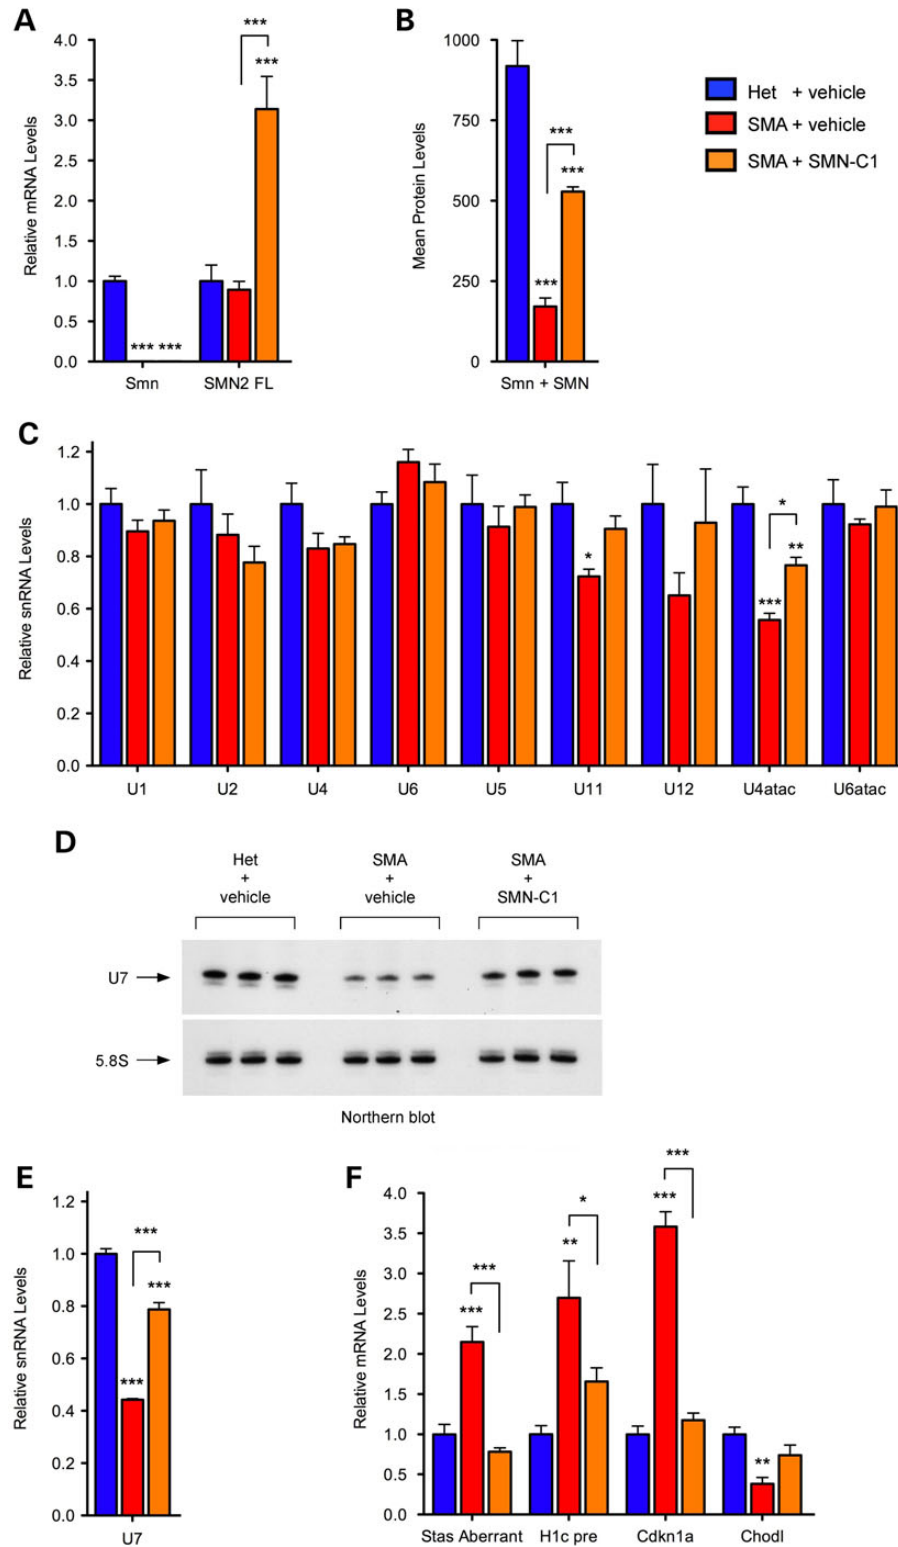 A
Relative mRNA Levels
4.0
3.5
3.0
2.5
2.0
1.5
1.0
0.5
0.0
***
***
*** ***
Smn
SMN2 FL
B
Mean Protein Levels
1000
750
500
250
0
***
***
***
Smn + SMN
Het + vehicle
SMA + vehicle
SMA + SMN-C1
C
Relative snRNA Levels
1.2
1.0
0.8
0.6
0.4
0.2
0.0
*
*
**
***
U1
U2
U4
U6
U5
U11
U12
U4atac
U6atac
D
Het
+
vehicle
SMA
+
vehicle
SMA
+
SMN-C1
U7
5.8S
Northern blot
E
Relative snRNA Levels
1.2
1.0
0.8
0.6
0.4
0.2
0.0
***
***
***
U7
F
Relative mRNA Levels
4.0
3.5
3.0
2.5
2.0
1.5
1.0
0.5
0.0
***
***
*
**
***
***
**
Stas Aberrant
H1c pre
Cdkn1a
Chodl